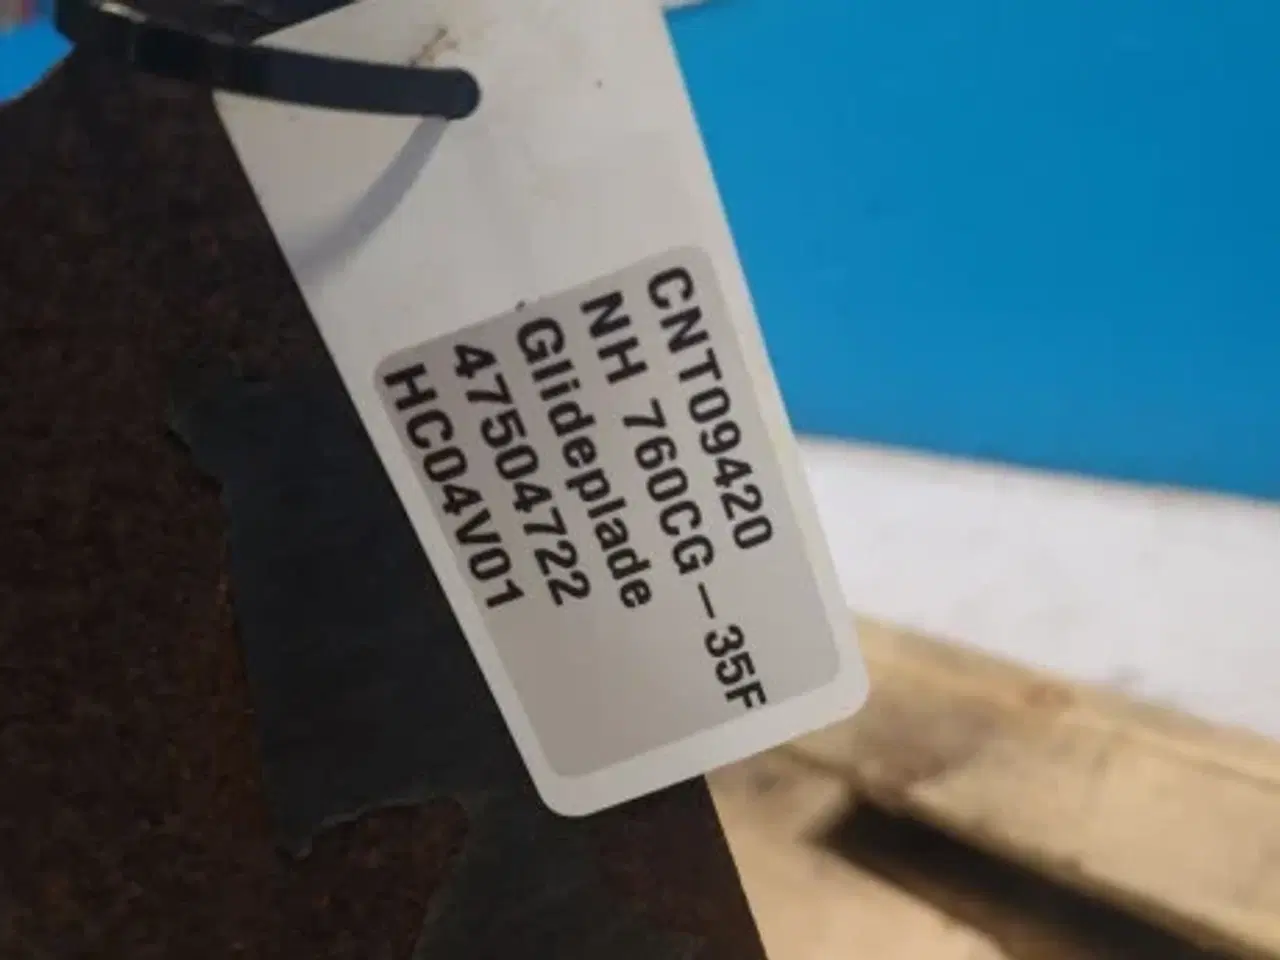 CNT09420
NH 760CG-35F
Glideplade
47504722
HC04V01